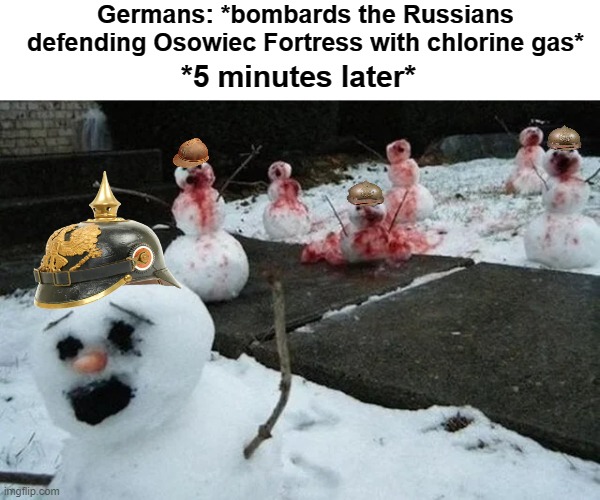 Germans: *bombards the Russians
defending Osowiec Fortress with chlorine gas*
*5 minutes later*
imgflip.com